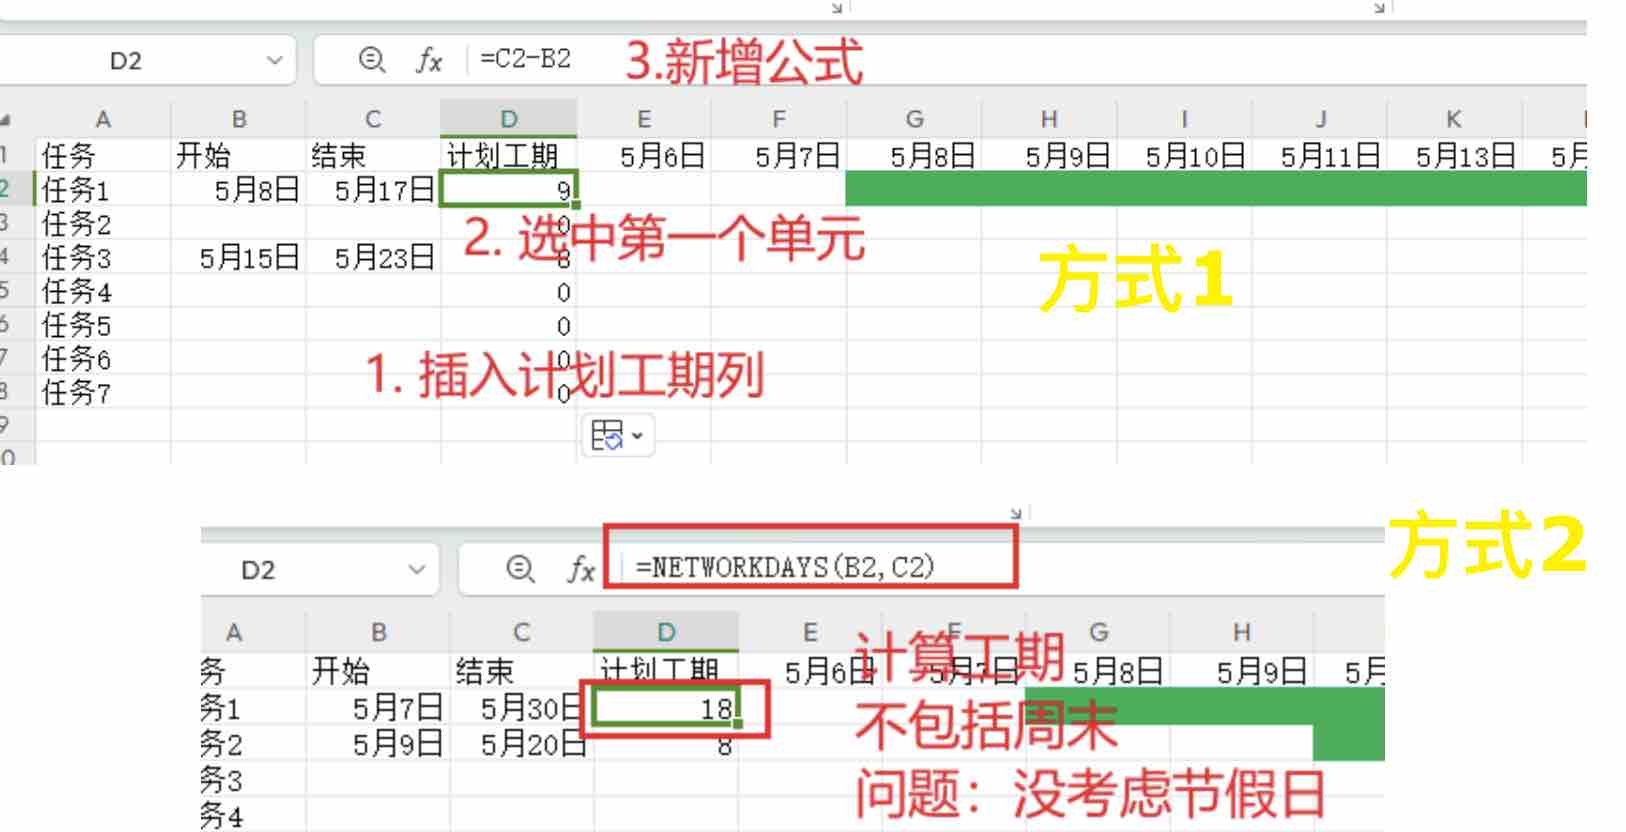 D2 fx =C2-B2 3.新增公式
A B C D E F G H I J K
1 任务 开始 结束 计划工期 5月6日 5月7日 5月8日 5月9日 5月10日 5月11日 5月13日 5月
2 任务1 5月8日 5月17日 9
3 任务2 0
2. 选中第一个单元
4 任务3 5月15日 5月23日 8
方式1
5 任务4 0
6 任务5 0
7 任务6 0
1. 插入计划工期列
8 任务7 0
9
0
方式2
D2 fx =NETWORKDAYS(B2,C2)
A B C D E F G H
务 开始 结束 计划工期 5月6日 5月7日 5月8日 5月9日 5月
计算工期
务1 5月7日 5月30日 18
不包括周末
务2 5月9日 5月20日 8
务3
问题：没考虑节假日
务4